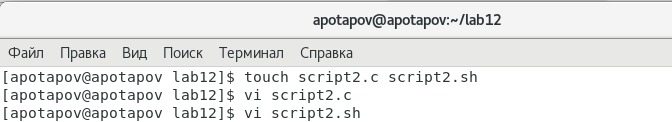 apotapov@apotapov:~/lab12
Файл Правка Вид Поиск Терминал Справка
[apotapov@apotapov lab12]$ touch script2.c script2.sh
[apotapov@apotapov lab12]$ vi script2.c
[apotapov@apotapov lab12]$ vi script2.sh